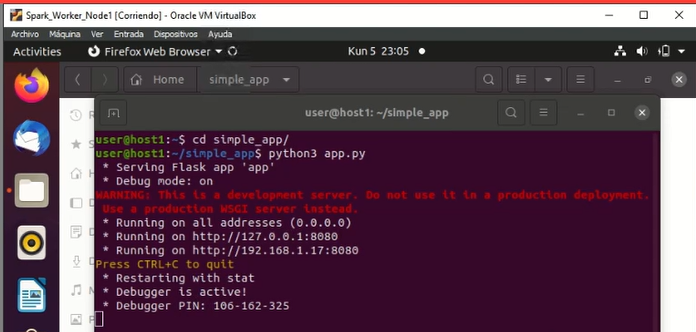 Spark_Worker_Node1 [Corriendo] - Oracle VM VirtualBox
Archivo Máquina Ver Entrada Dispositivos Ayuda
Activities Firefox Web Browser Kun 5 23:05
Home simple_app
user@host1: ~/simple_app
user@host1:~$ cd simple_app/
user@host1:~/simple_app$ python3 app.py
* Serving Flask app 'app'
* Debug mode: on
WARNING: This is a development server. Do not use it in a production deployment.
Use a production WSGI server instead.
* Running on all addresses (0.0.0.0)
* Running on http://127.0.0.1:8080
* Running on http://192.168.1.17:8080
Press CTRL+C to quit
* Restarting with stat
* Debugger is active!
* Debugger PIN: 106-162-325